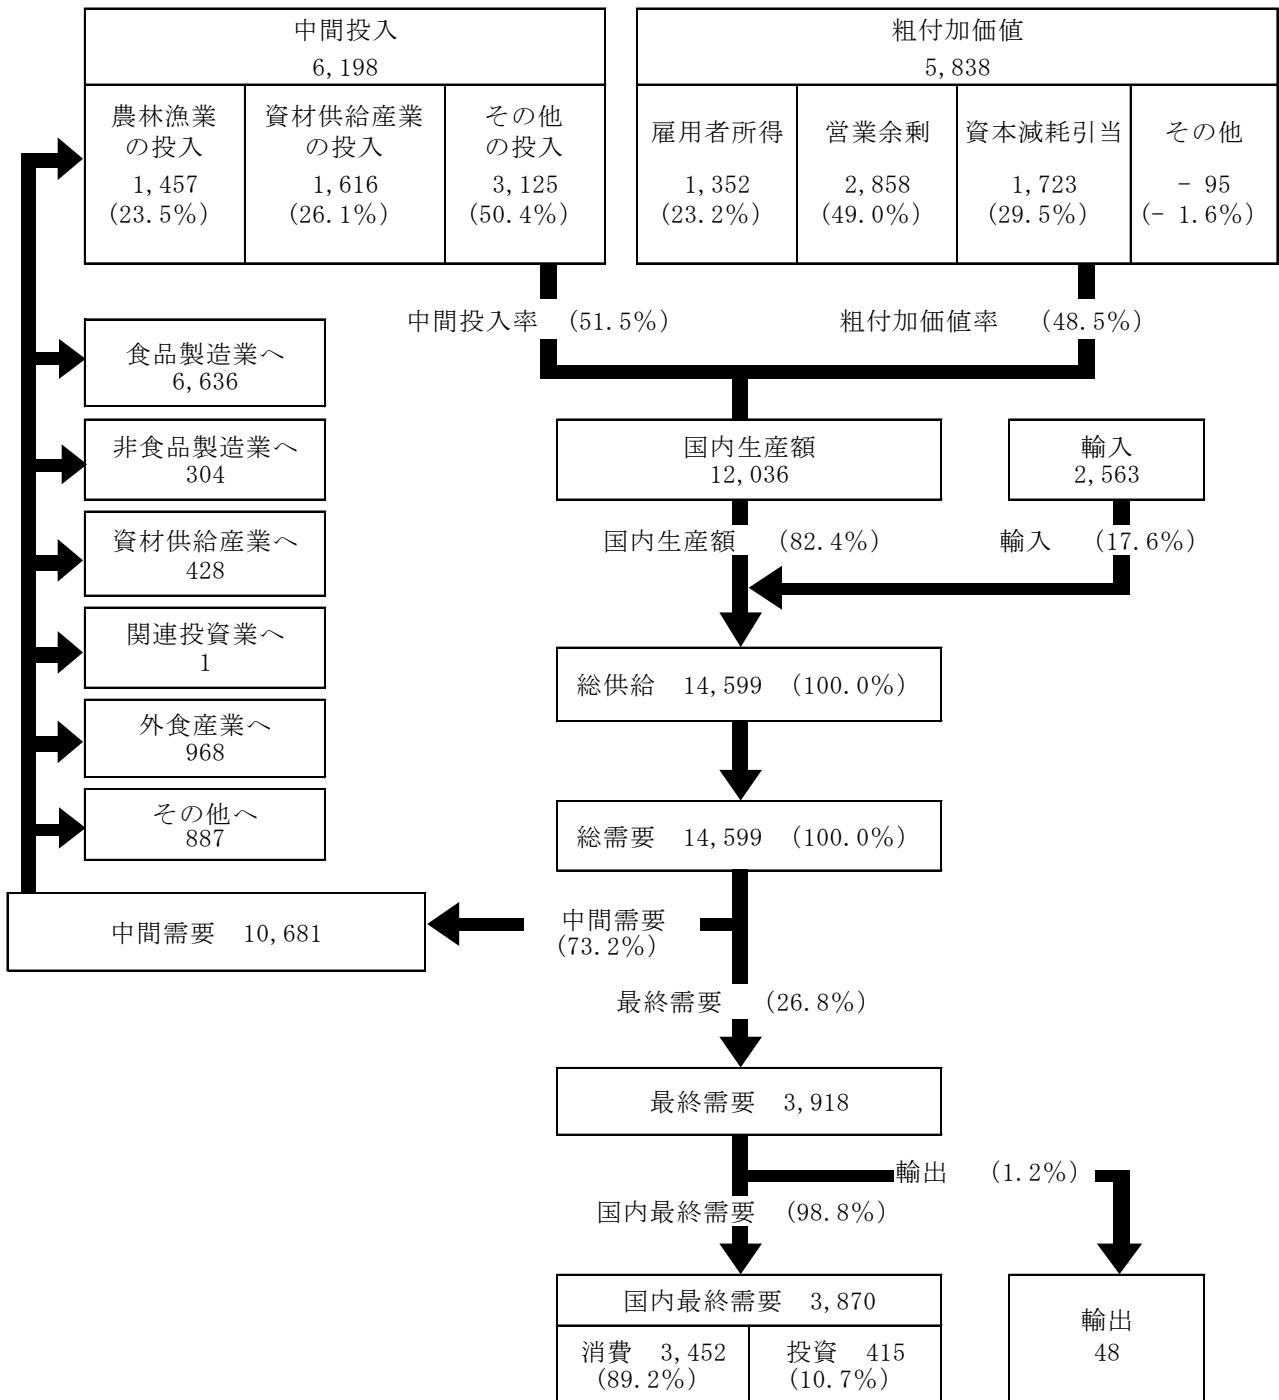 中間投入
6,198
粗付加価値
5,838
農林漁業
の投入
1,457
(23.5%)
資材供給産業
の投入
1,616
(26.1%)
その他
の投入
3,125
(50.4%)
雇用者所得
1,352
(23.2%)
営業余剰
2,858
(49.0%)
資本減耗引当
1,723
(29.5%)
その他
- 95
(- 1.6%)
中間投入率 (51.5%)
粗付加価値率 (48.5%)
食品製造業へ
6,636
非食品製造業へ
304
資材供給産業へ
428
関連投資業へ
1
外食産業へ
968
その他へ
887
国内生産額
12,036
輸入
2,563
国内生産額 (82.4%)
輸入 (17.6%)
総供給 14,599 (100.0%)
総需要 14,599 (100.0%)
中間需要 10,681
中間需要
(73.2%)
最終需要 (26.8%)
最終需要 3,918
輸出 (1.2%)
国内最終需要 (98.8%)
国内最終需要 3,870
消費 3,452
(89.2%)
投資 415
(10.7%)
輸出
48